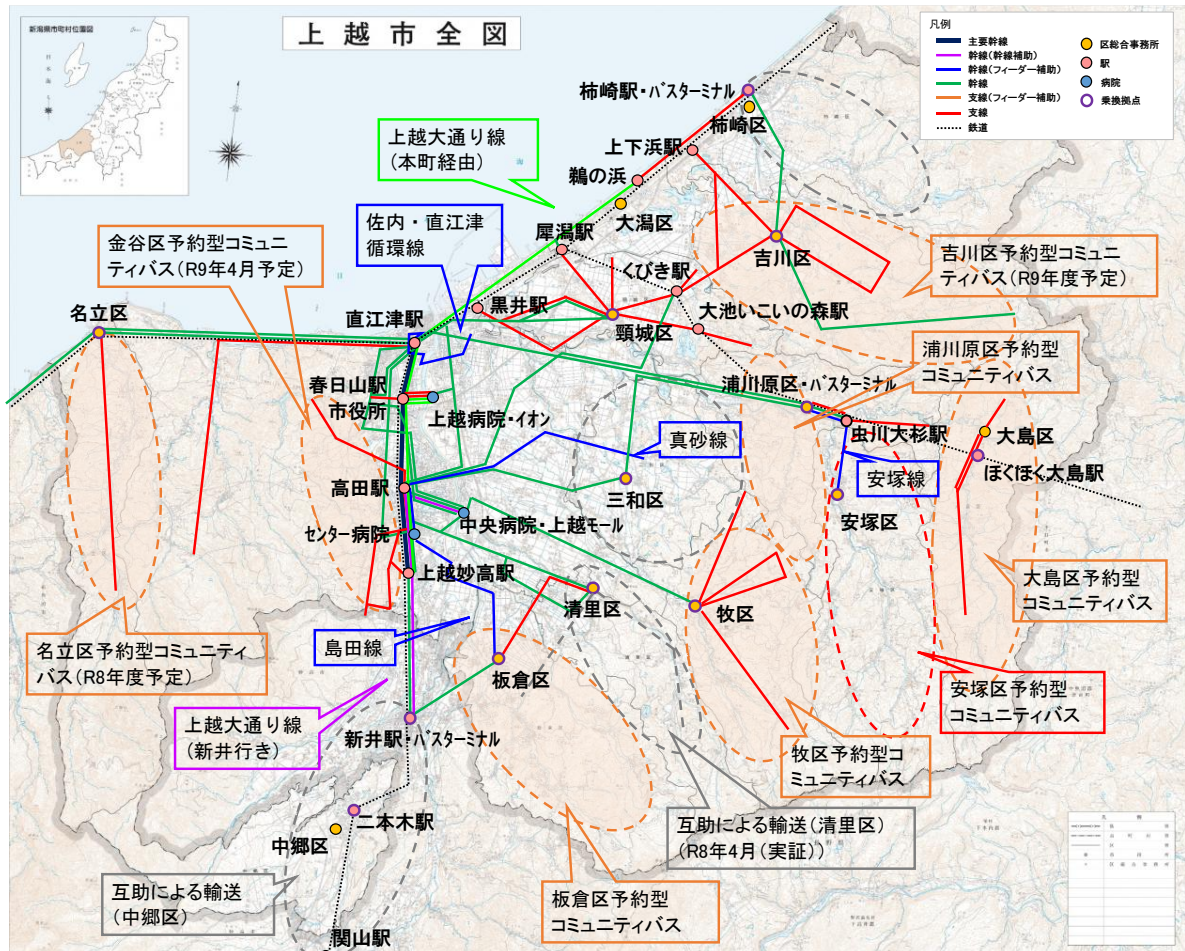 新潟県市町村位置図
上越市全図
凡例
主要幹線
幹線(幹線補助)
幹線(フィーダー補助)
幹線
支線(フィーダー補助)
支線
鉄道
区総合事務所
駅
病院
乗換拠点
柿崎駅・バスターミナル
柿崎区
上下浜駅
鵜の浜
大潟区
犀潟駅
くびき駅
吉川区
上越大通り線
(本町経由)
佐内・直江津
循環線
金谷区予約型コミュニ
ティバス(R9年4月予定)
吉川区予約型コミュニ
ティバス(R9年度予定)
名立区
直江津駅
黒井駅
頸城区
大池いこいの森駅
浦川原区予約型
コミュニティバス
春日山駅
市役所
上越病院・イオン
浦川原区・バスターミナル
虫川大杉駅
大島区
ほくほく大島駅
真砂線
安塚線
高田駅
三和区
安塚区
中央病院・上越モール
センター病院
上越妙高駅
清里区
牧区
大島区予約型
コミュニティバス
島田線
板倉区
名立区予約型コミュニティ
バス(R8年度予定)
安塚区予約型
コミュニティバス
上越大通り線
(新井行き)
新井駅・バスターミナル
牧区予約型コ
ミュニティバス
二本木駅
中郷区
互助による輸送(清里区)
(R8年4月(実証))
互助による輸送
(中郷区)
板倉区予約型
コミュニティバス
関山駅